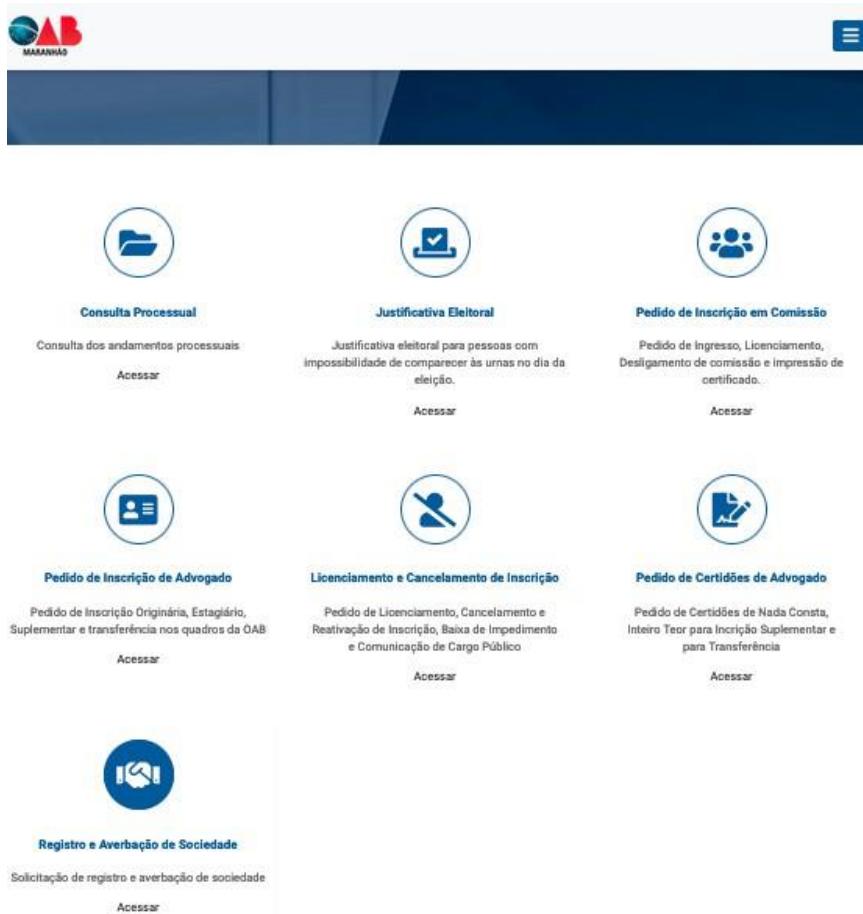 OAB
MARANHÃO
Consulta Processual
Consulta dos andamentos processuais
Acessar
Justificativa Eleitoral
Justificativa eleitoral para pessoas com
impossibilidade de comparecer às urnas no dia da
eleição.
Acessar
Pedido de Inscrição em Comissão
Pedido de Ingresso, Licenciamento,
Desligamento de comissão e impressão de
certificado.
Acessar
Pedido de Inscrição de Advogado
Pedido de Inscrição Originária, Estagiário,
Suplementar e transferência nos quadros da OAB
Acessar
Licenciamento e Cancelamento de Inscrição
Pedido de Licenciamento, Cancelamento e
Reativação de Inscrição, Baixa de Impedimento
e Comunicação de Cargo Público
Acessar
Pedido de Certidões de Advogado
Pedido de Certidões de Nada Consta,
Inteiro Teor para Incrição Suplementar e
para Transferência
Acessar
Registro e Averbação de Sociedade
Solicitação de registro e averbação de sociedade
Acessar